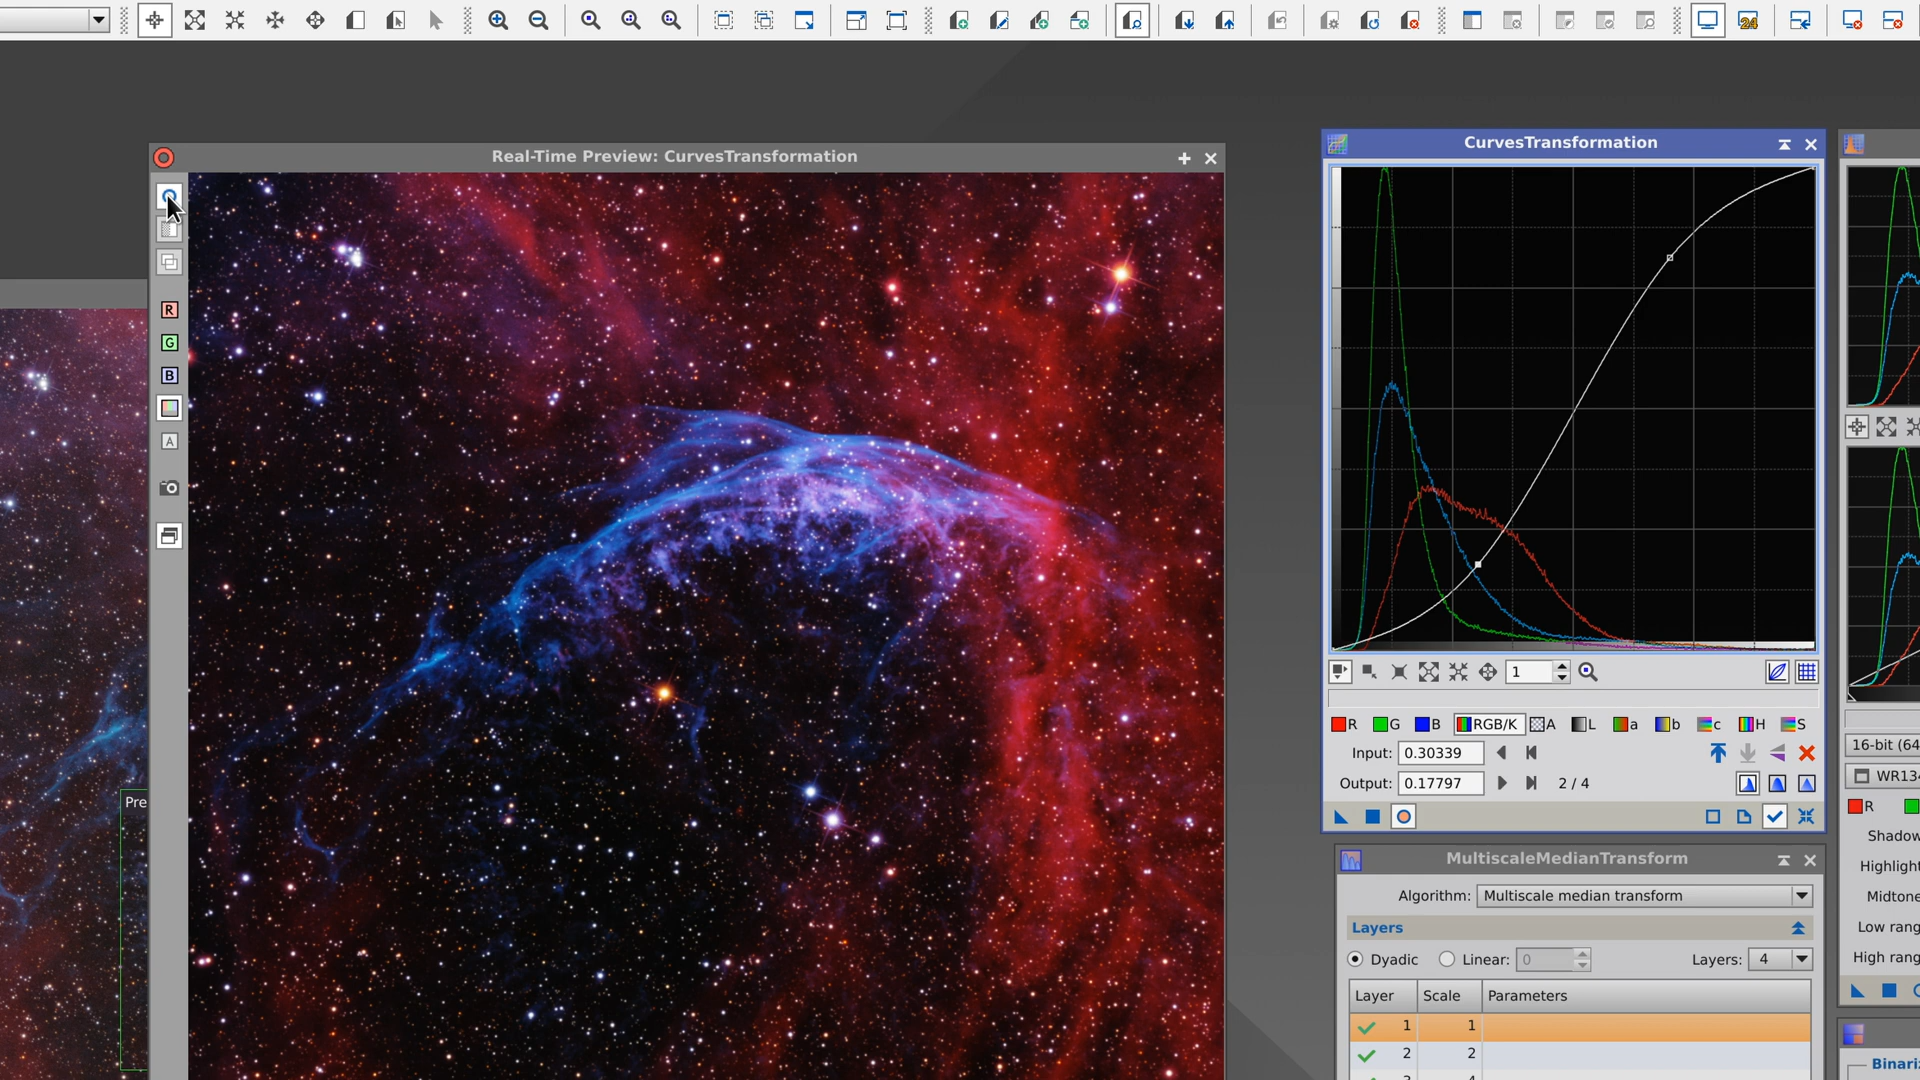 24
Real-Time Preview: CurvesTransformation
R
G
B
A
Pre
CurvesTransformation
1
R G B RGB/K A L a b c H S
Input: 0.30339
Output: 0.17797 2 / 4
MultiscaleMedianTransform
Algorithm: Multiscale median transform
Layers
Dyadic Linear: 0 Layers: 4
Layer Scale Parameters
1 1
2 2
16-bit (64
WR13
R
Shadow
Highlight
Midtone
Low rang
High rang
Binari